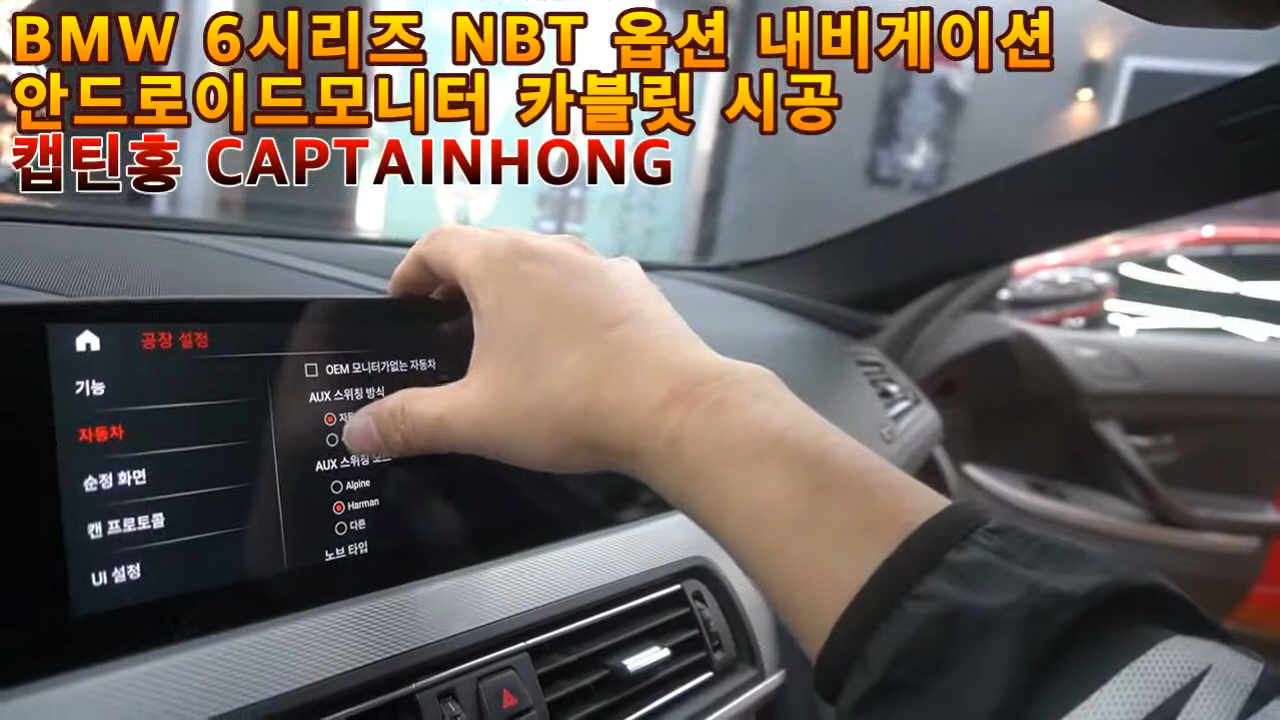 BMW 6시리즈 NBT 옵션 내비게이션
안드로이드모니터 카블릿 시공
캡틴홍 CAPTAINHONG
공장 설정
기능
자동차
순정 화면
캔 프로토콜
UI 설정
OEM 모니터가없는 자동차
AUX 스위칭 방식
AUX 스위칭
Alpine
Harman
다른
노브 타입